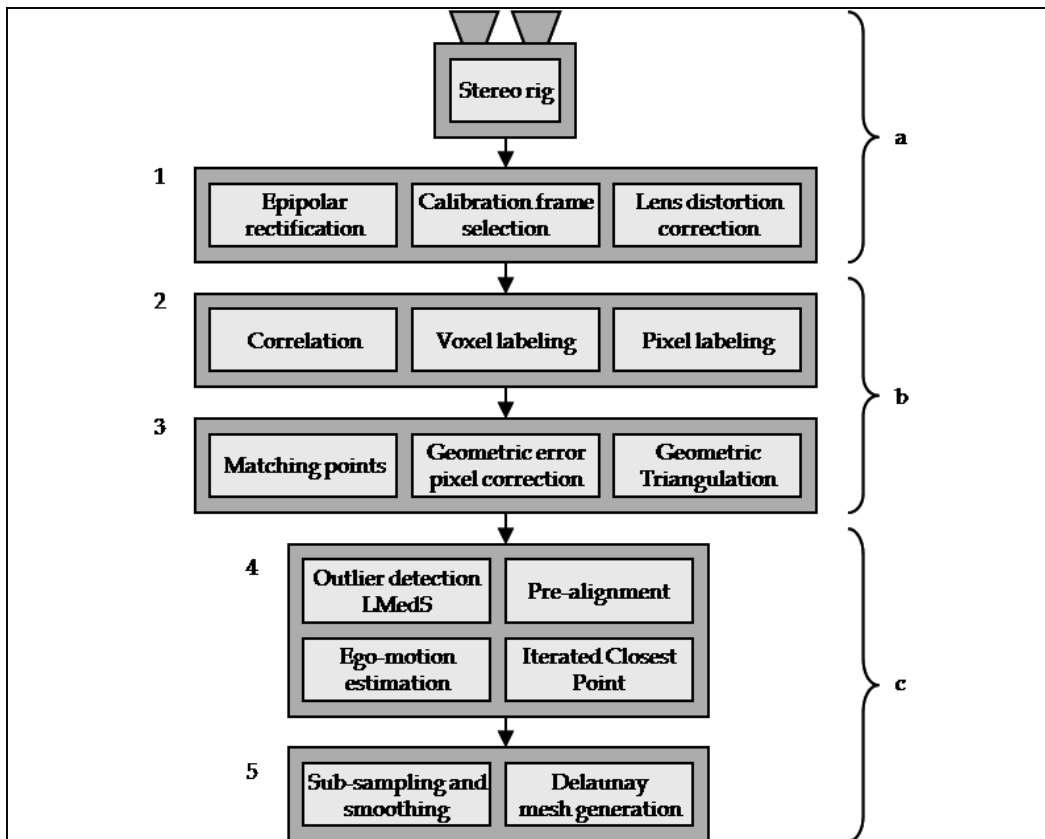 Stereo rig
a
1
Epipolar
rectification
Calibration frame
selection
Lens distortion
correction
2
Correlation
Voxel labeling
Pixel labeling
b
3
Matching points
Geometric error
pixel correction
Geometric
Triangulation
4
Outlier detection
LMedS
Pre-alignment
Ego-motion
estimation
Iterated Closest
Point
c
5
Sub-sampling and
smoothing
Delaunay
mesh generation